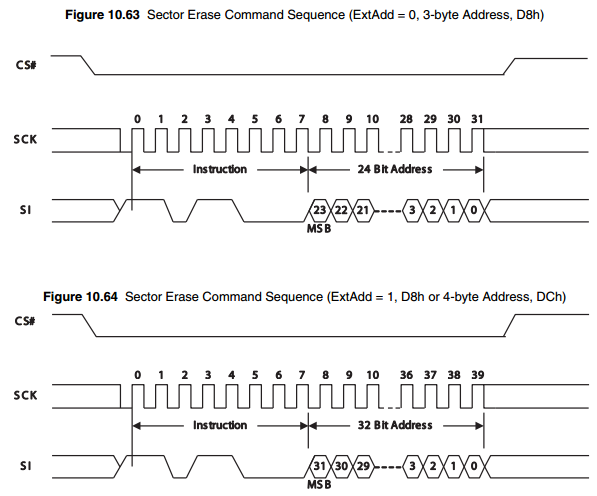 Figure 10.63 Sector Erase Command Sequence (ExtAdd = 0, 3-byte Address, D8h)
CS#
0 1 2 3 4 5 6 7 8 9 10 28 29 30 31
SCK
Instruction 24 Bit Address
SI 23 22 21 3 2 1 0
MSB
Figure 10.64 Sector Erase Command Sequence (ExtAdd = 1, D8h or 4-byte Address, DCh)
CS#
0 1 2 3 4 5 6 7 8 9 10 36 37 38 39
SCK
Instruction 32 Bit Address
SI 31 30 29 3 2 1 0
MSB